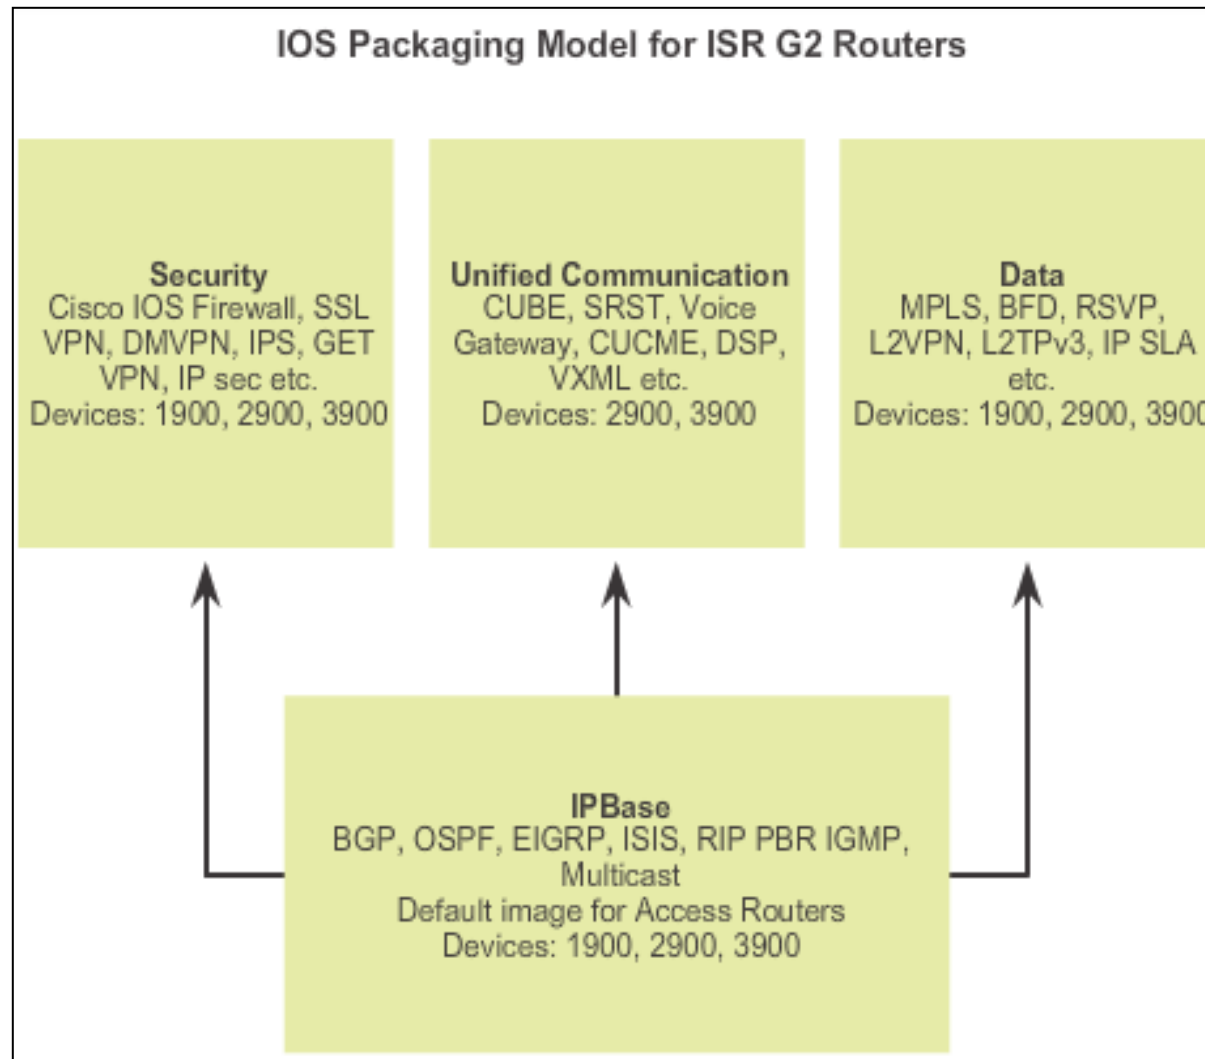 IOS Packaging Model for ISR G2 Routers
Security
Cisco IOS Firewall, SSL
VPN, DMVPN, IPS, GET
VPN, IP sec etc.
Devices: 1900, 2900, 3900
Unified Communication
CUBE, SRST, Voice
Gateway, CUCME, DSP,
VXML etc.
Devices: 2900, 3900
Data
MPLS, BFD, RSVP,
L2VPN, L2TPv3, IP SLA
etc.
Devices: 1900, 2900, 3900
IPBase
BGP, OSPF, EIGRP, ISIS, RIP PBR IGMP,
Multicast
Default image for Access Routers
Devices: 1900, 2900, 3900